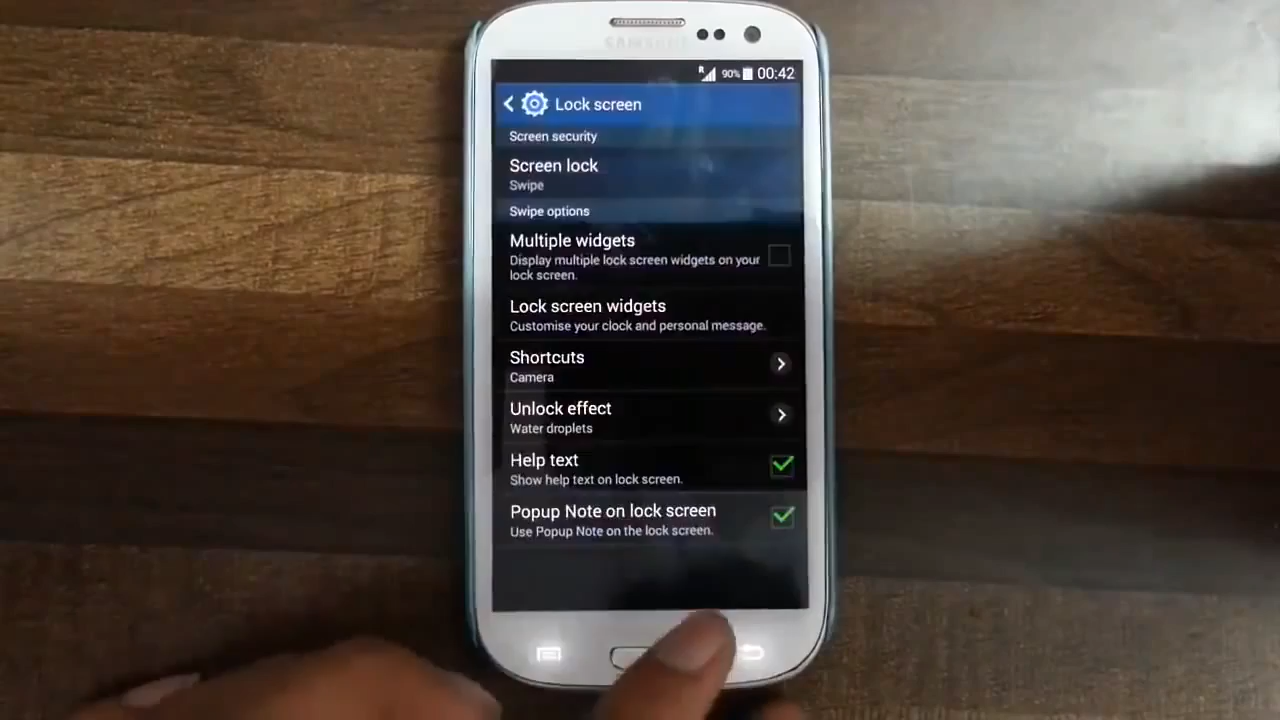 SAMSUNG
R 90% 00:42
Lock screen
Screen security
Screen lock
Swipe
Swipe options
Multiple widgets
Display multiple lock screen widgets on your
lock screen.
Lock screen widgets
Customise your clock and personal message.
Shortcuts
Camera
Unlock effect
Water droplets
Help text
Show help text on lock screen.
Popup Note on lock screen
Use Popup Note on the lock screen.